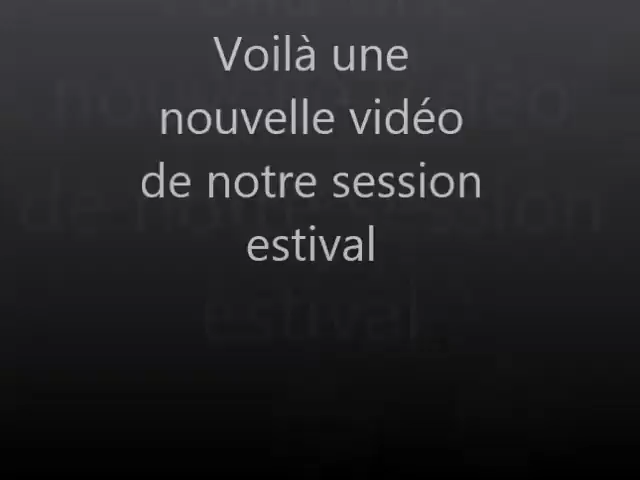 Voilà une
nouvelle vidéo
de notre session
estival